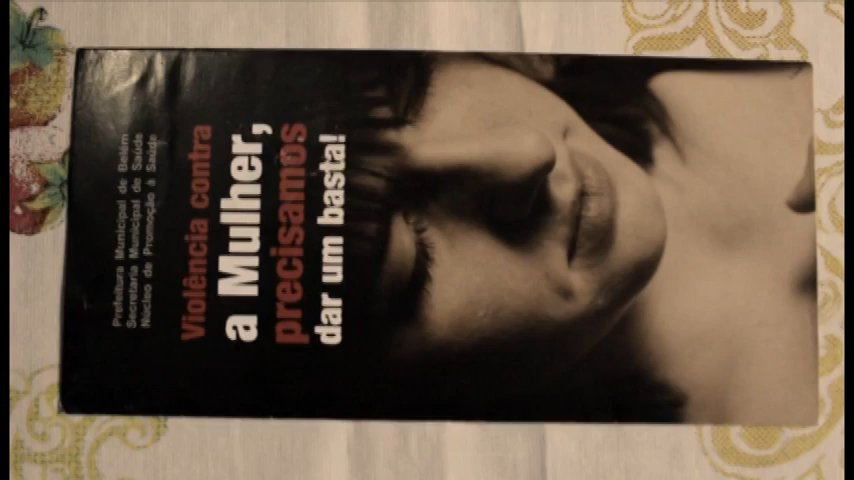 Prefeitura Municipal de Belém
Secretaria Municipal de Saúde
Núcleo de Promoção à Saúde
Violência contra
a Mulher,
precisamos
dar um basta!